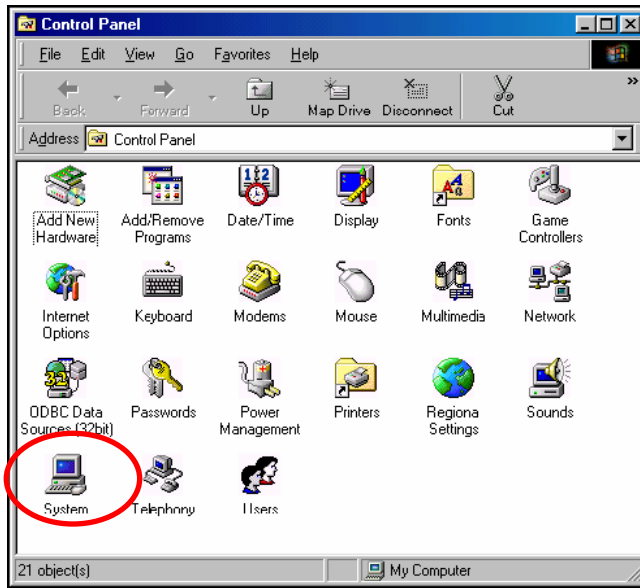 Control Panel
File Edit View Go Favorites Help
Back Forward Up Map Drive Disconnect Cut »
Address Control Panel
Add New Hardware
Add/Remove Programs
Date/Time
Display
Fonts
Game Controllers
Internet Options
Keyboard
Modems
Mouse
Multimedia
Network
ODBC Data Sources (32bit)
Passwords
Power Management
Printers
Regiona Settings
Sounds
System
Telephony
Users
21 object(s) My Computer